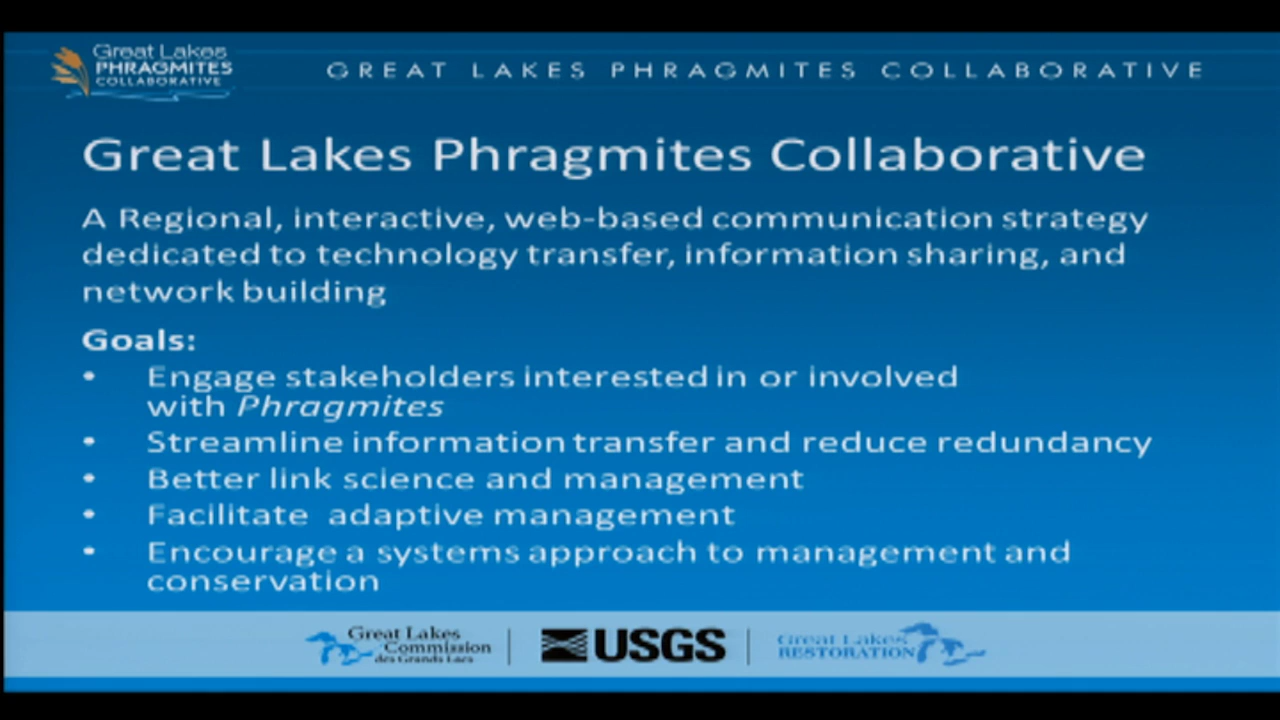 Great Lakes
PHRAGMITES
COLLABORATIVE
GREAT LAKES PHRAGMITES COLLABORATIVE
Great Lakes Phragmites Collaborative
A Regional, interactive, web-based communication strategy
dedicated to technology transfer, information sharing, and
network building
Goals:
• Engage stakeholders interested in or involved
with Phragmites
• Streamline information transfer and reduce redundancy
• Better link science and management
• Facilitate adaptive management
• Encourage a systems approach to management and
conservation
Great Lakes
Commission
des Grands Lacs
USGS
Great Lakes
RESTORATION